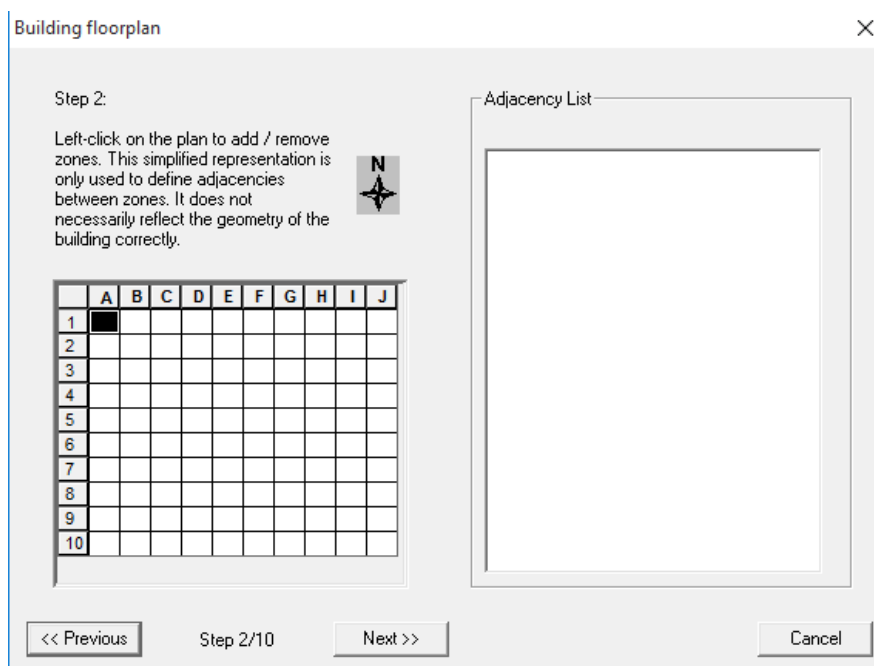 Building floorplan
Step 2:
Left-click on the plan to add / remove
zones. This simplified representation is
only used to define adjacencies
between zones. It does not
necessarily reflect the geometry of the
building correctly.
N
Adjacency List
A B C D E F G H I J
1
2
3
4
5
6
7
8
9
10
<< Previous
Step 2/10
Next >>
Cancel